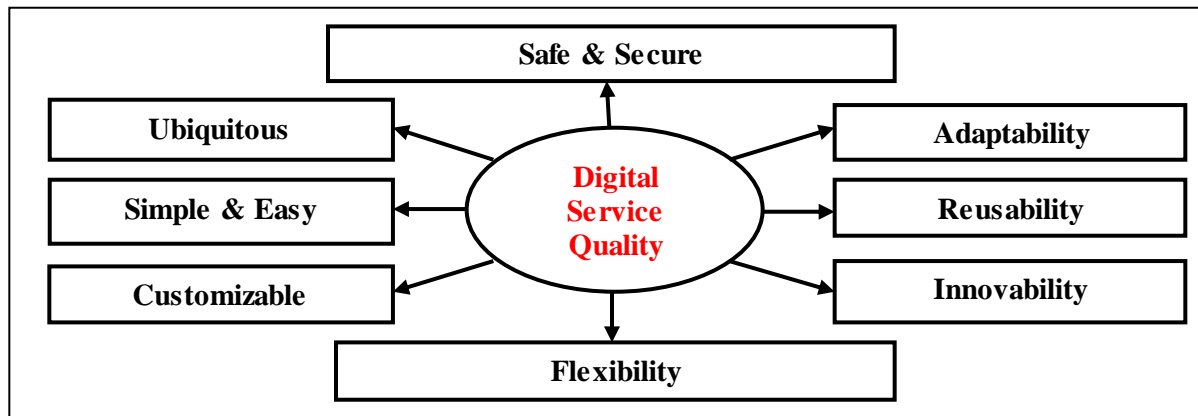 Safe & Secure
Ubiquitous
Adaptability
Digital
Service
Quality
Simple & Easy
Reusability
Customizable
Innovability
Flexibility